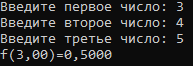 Введите первое число: 3
Введите второе число: 4
Введите третье число: 5
f(3,00)=0,5000